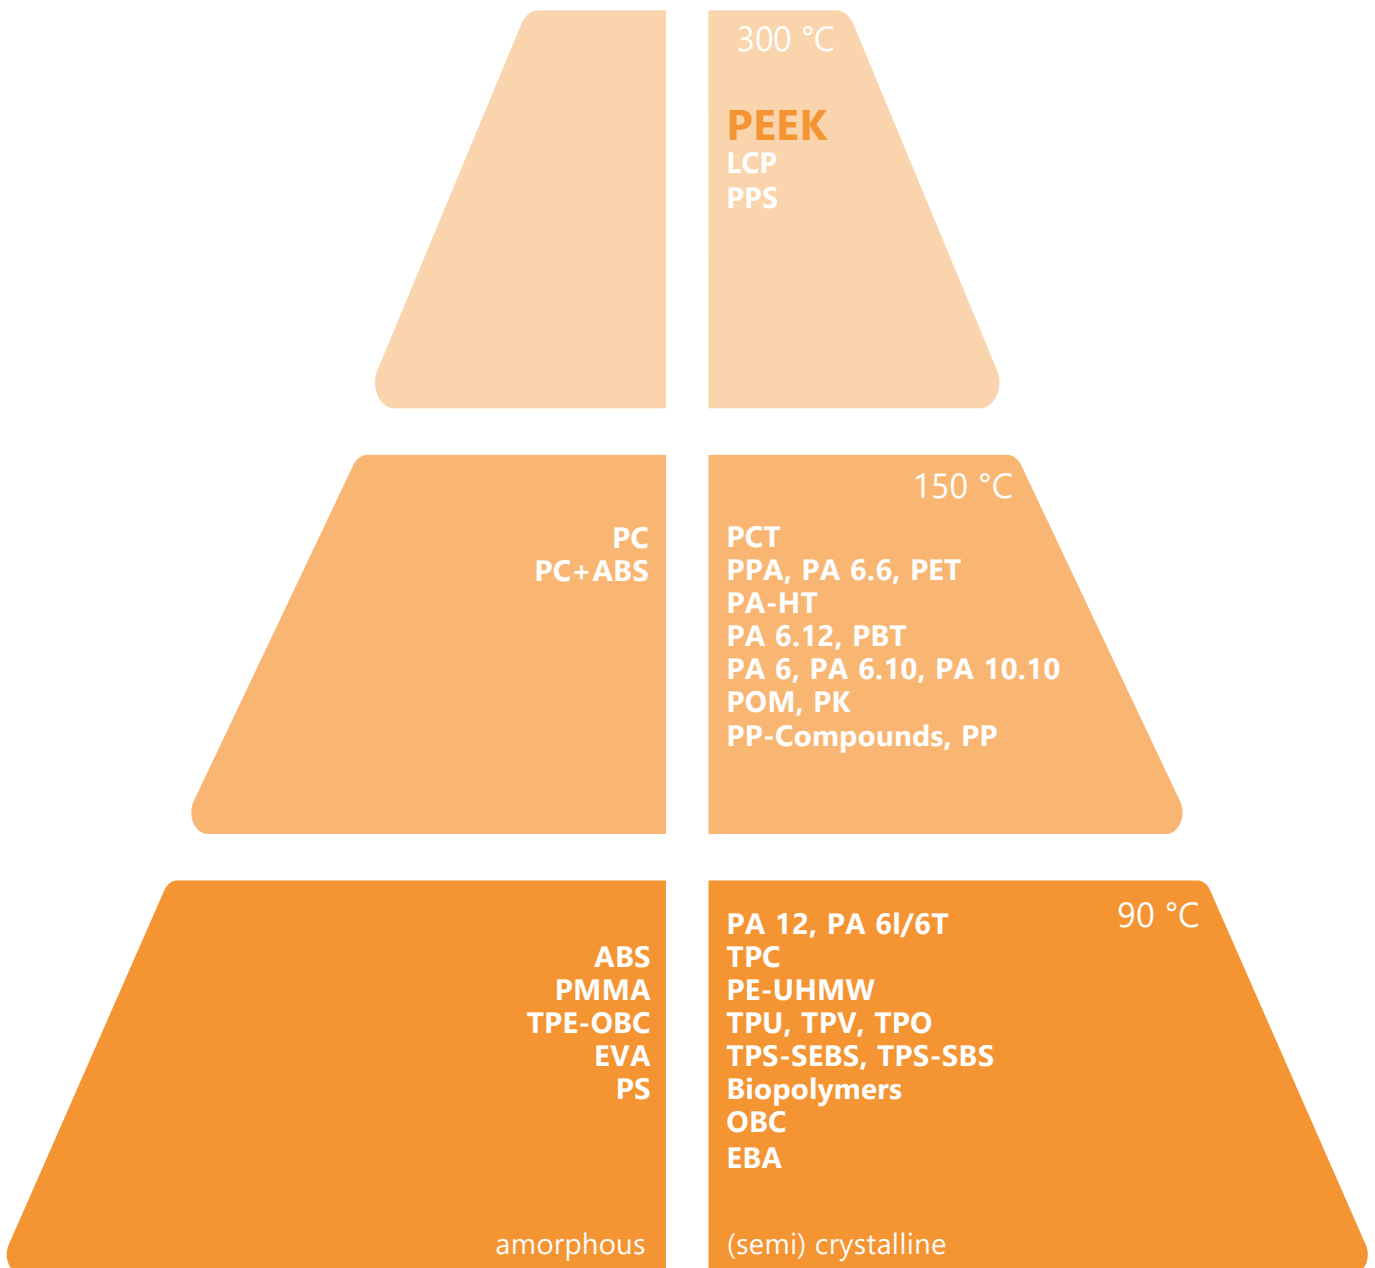 300 °C
PEEK
LCP
PPS
150 °C
PC
PC+ABS
PCT
PPA, PA 6.6, PET
PA-HT
PA 6.12, PBT
PA 6, PA 6.10, PA 10.10
POM, PK
PP-Compounds, PP
90 °C
ABS
PMMA
TPE-OBC
EVA
PS
PA 12, PA 6l/6T
TPC
PE-UHMW
TPU, TPV, TPO
TPS-SEBS, TPS-SBS
Biopolymers
OBC
EBA
amorphous
(semi) crystalline